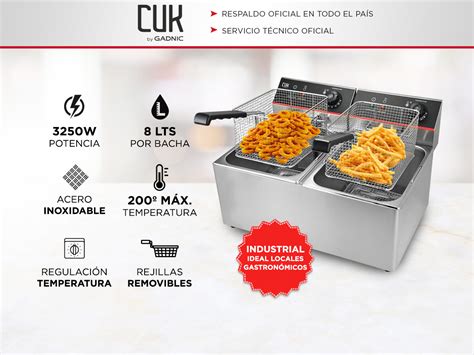 CUK
by GADNIC
RESPALDO OFICIAL EN TODO EL PAÍS
SERVICIO TÉCNICO OFICIAL
3250W
POTENCIA
8 LTS
POR BACHA
ACERO
INOXIDABLE
200º MÁX.
TEMPERATURA
REGULACIÓN
TEMPERATURA
REJILLAS
REMOVIBLES
CUK
INDUSTRIAL
IDEAL LOCALES
GASTRONÓMICOS